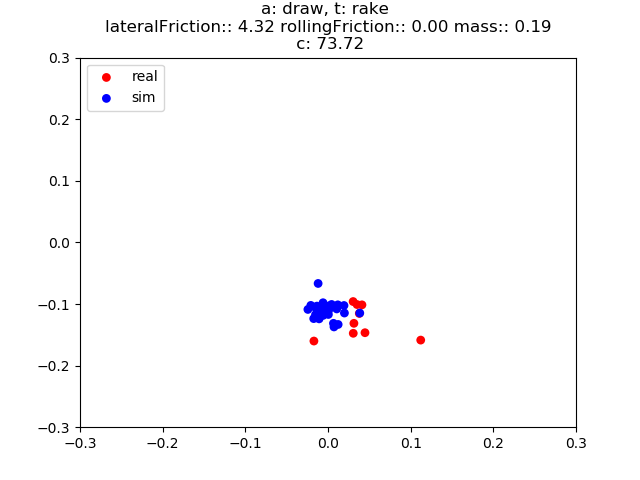 a: draw, t: rake
lateralFriction:: 4.32 rollingFriction:: 0.00 mass:: 0.19
c: 73.72
real
sim
0.3
0.2
0.1
0.0
−0.1
−0.2
−0.3
−0.3 −0.2 −0.1 0.0 0.1 0.2 0.3